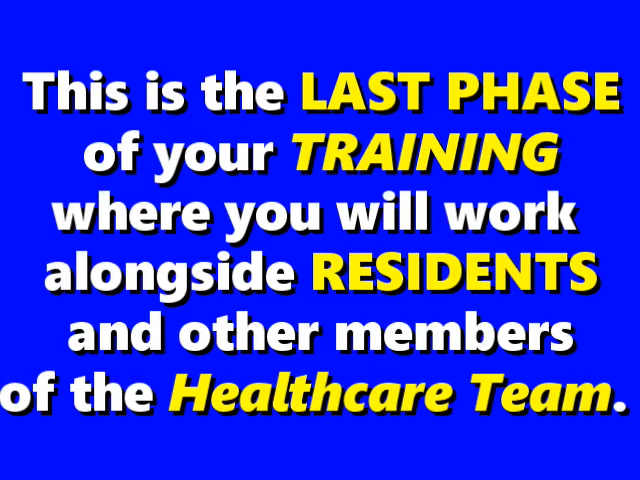 This is the LAST PHASE
of your TRAINING
where you will work
alongside RESIDENTS
and other members
of the Healthcare Team.